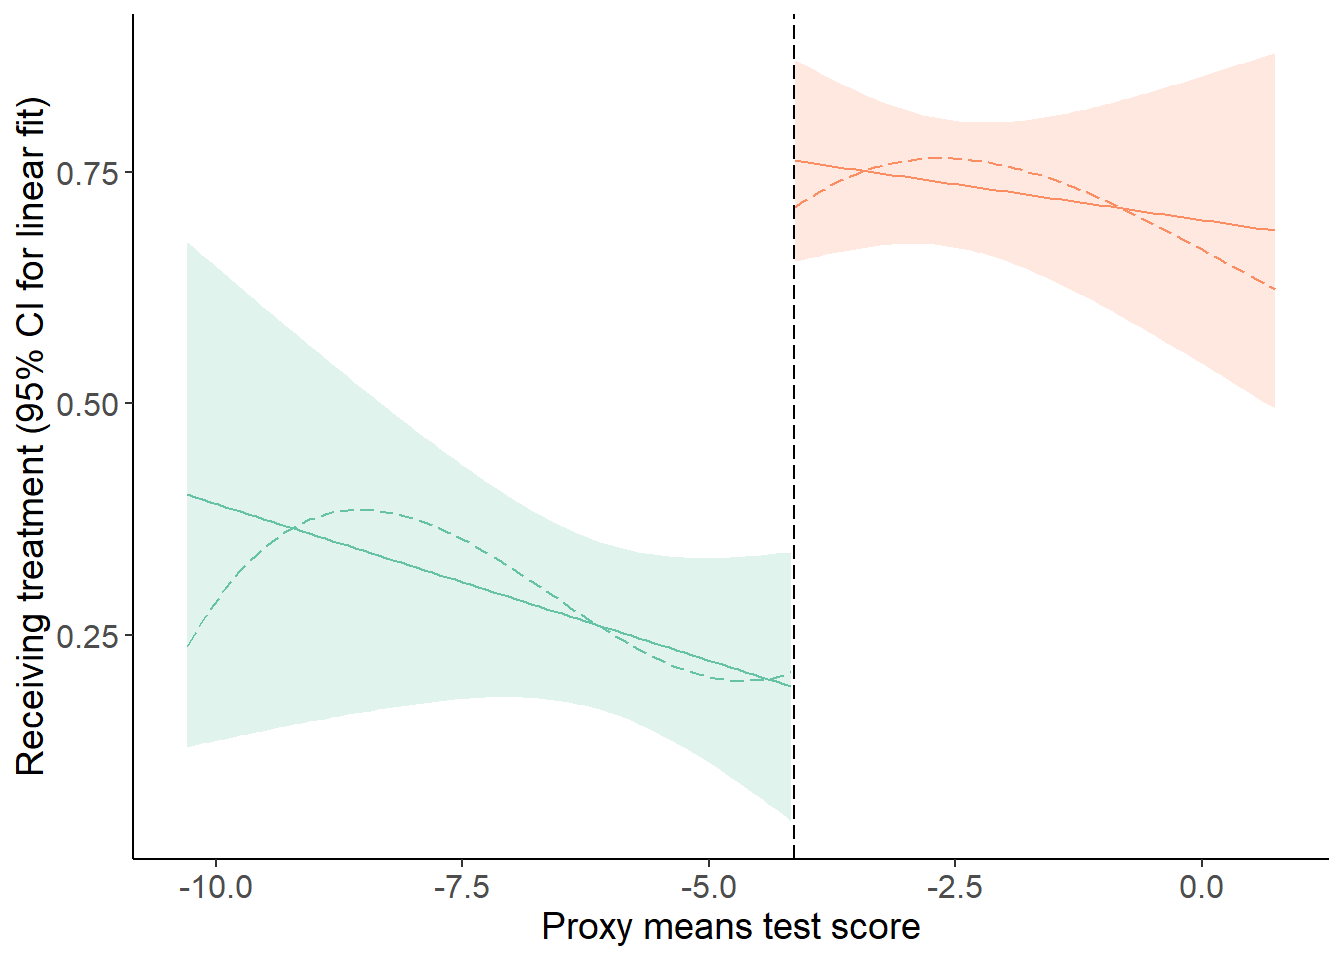 Receiving treatment (95% CI for linear fit)
0.75
0.50
0.25
-10.0 -7.5 -5.0 -2.5 0.0
Proxy means test score